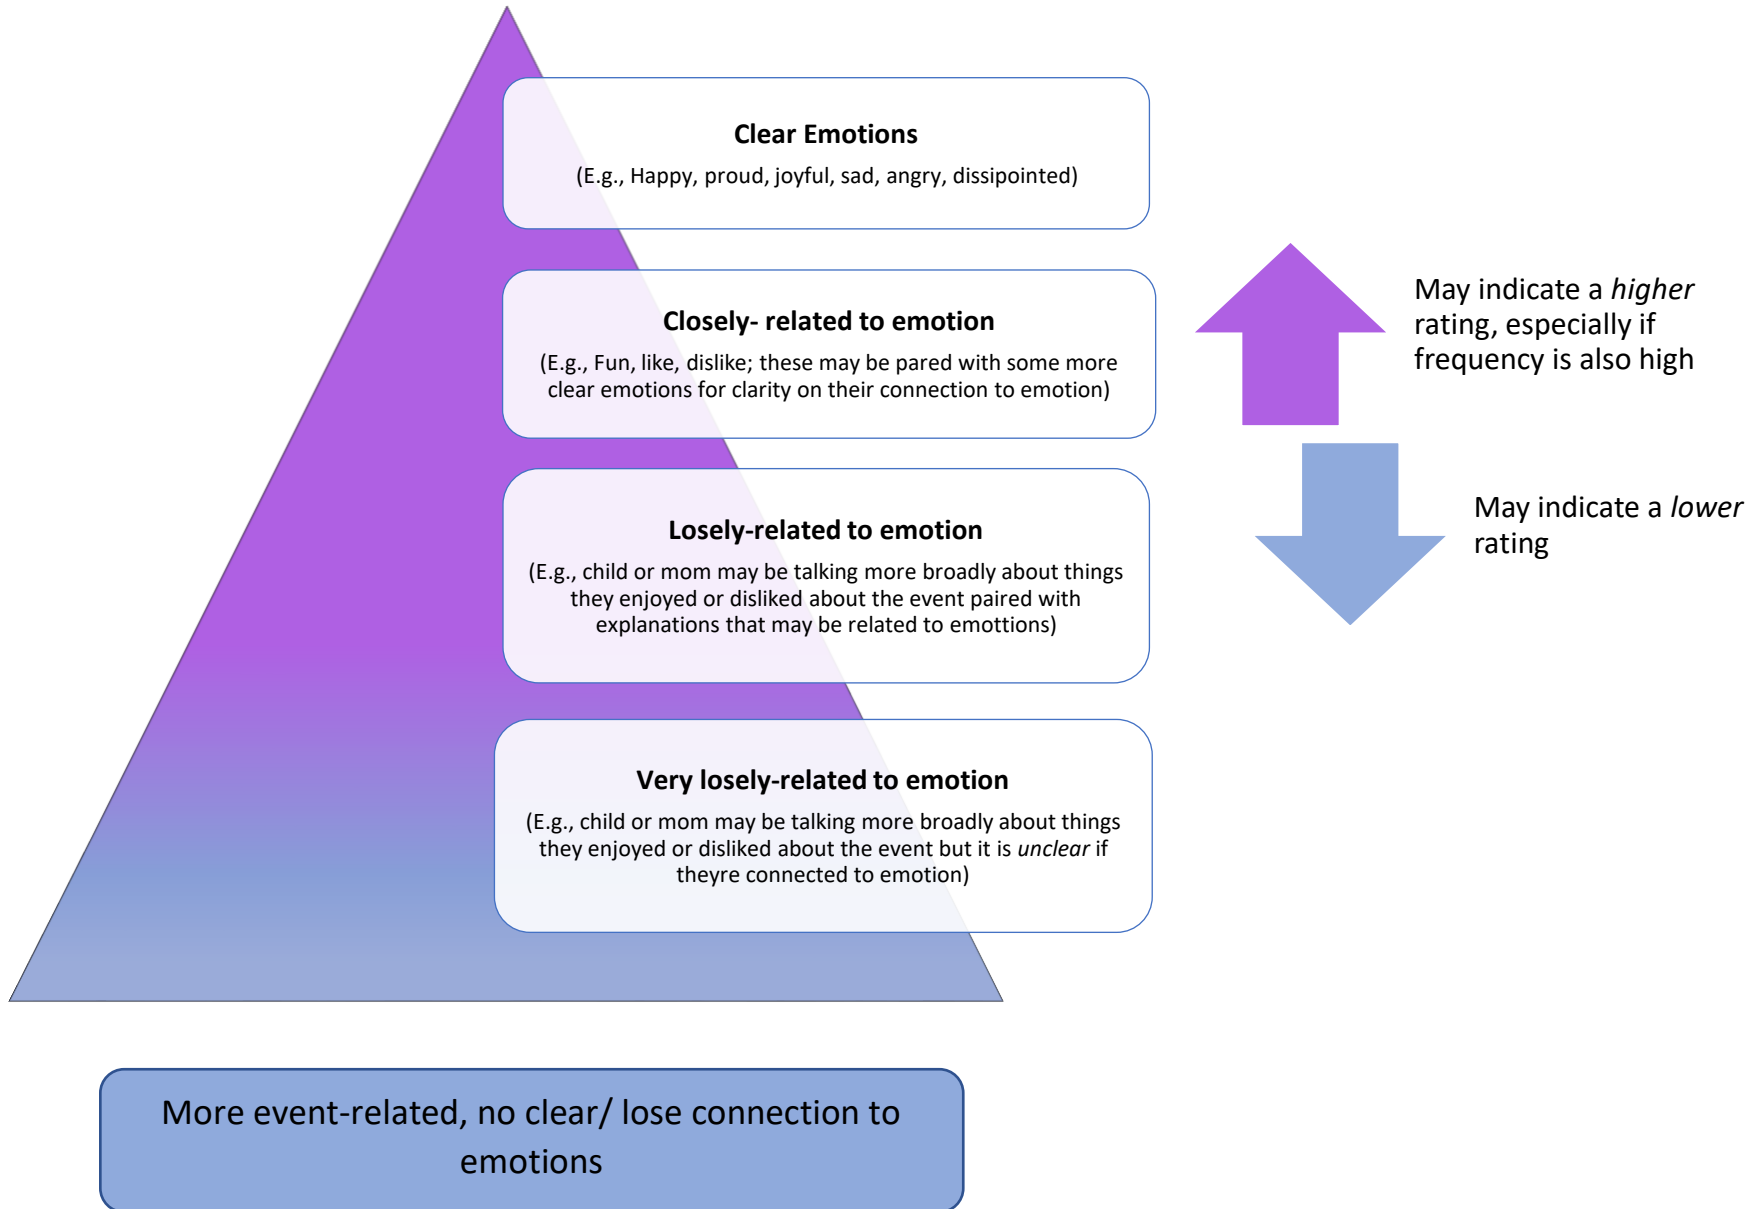 Clear Emotions
(E.g., Happy, proud, joyful, sad, angry, dissipointed)
Closely- related to emotion
(E.g., Fun, like, dislike; these may be pared with some more
clear emotions for clarity on their connection to emotion)
May indicate a higher
rating, especially if
frequency is also high
Losely-related to emotion
(E.g., child or mom may be talking more broadly about things
they enjoyed or disliked about the event paired with
explanations that may be related to emottions)
May indicate a lower
rating
Very losely-related to emotion
(E.g., child or mom may be talking more broadly about things
they enjoyed or disliked about the event but it is unclear if
theyre connected to emotion)
More event-related, no clear/ lose connection to
emotions